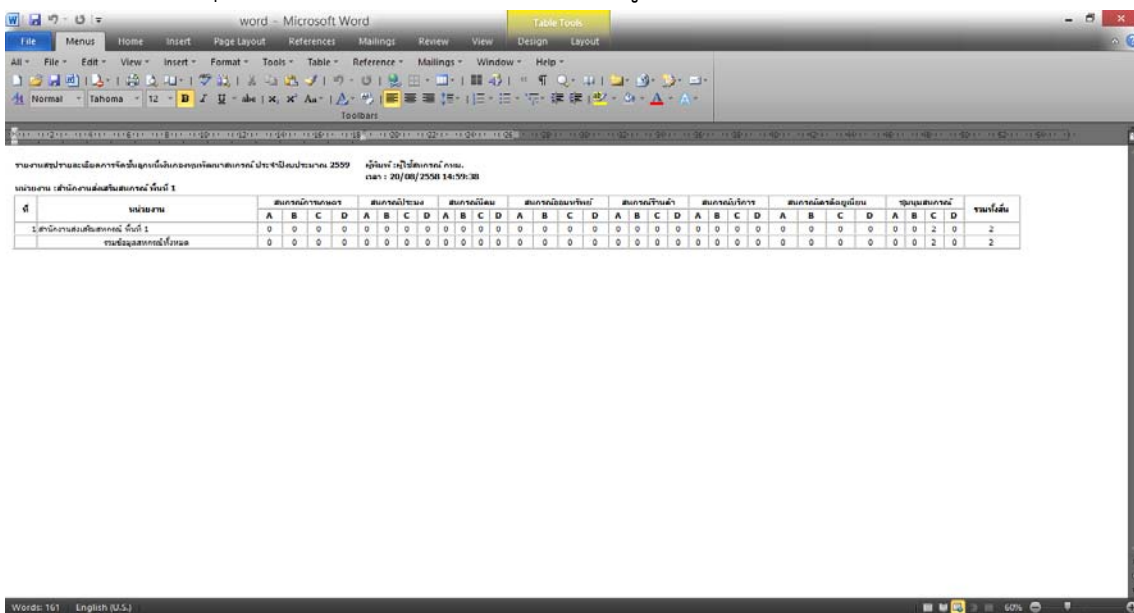 word - Microsoft Word
Table Tools
File Menus Home Insert Page Layout References Mailings Review View Design Layout
All File Edit View Insert Format Tools Table Reference Mailings Window Help
Normal Tahoma 12 B I U abc x₂ x² Aa
Toolbars
รายงานสรุปรายละเอียดการจัดชั้นลูกหนี้เงินกองทุนพัฒนาสหกรณ์ ประจำปีงบประมาณ 2559 ผู้พิมพ์ :ผู้ใช้สหกรณ์ กทม.
เวลา : 20/08/2558 14:59:38
หน่วยงาน :สำนักงานส่งเสริมสหกรณ์ พื้นที่ 1
ที่ หน่วยงาน สหกรณ์การเกษตร สหกรณ์ประมง สหกรณ์นิคม สหกรณ์ออมทรัพย์ สหกรณ์ร้านค้า สหกรณ์บริการ สหกรณ์เครดิตยูเนี่ยน ชุมนุมสหกรณ์ รวมทั้งสิ้น
A B C D A B C D A B C D A B C D A B C D A B C D A B C D A B C D
1 สำนักงานส่งเสริมสหกรณ์ พื้นที่ 1 0 0 0 0 0 0 0 0 0 0 0 0 0 0 0 0 0 0 0 0 0 0 0 0 0 0 0 0 0 0 2 0 2
รวมข้อมูลสหกรณ์ทั้งหมด 0 0 0 0 0 0 0 0 0 0 0 0 0 0 0 0 0 0 0 0 0 0 0 0 0 0 0 0 0 0 2 0 2
Words: 161 English (U.S.) 60%